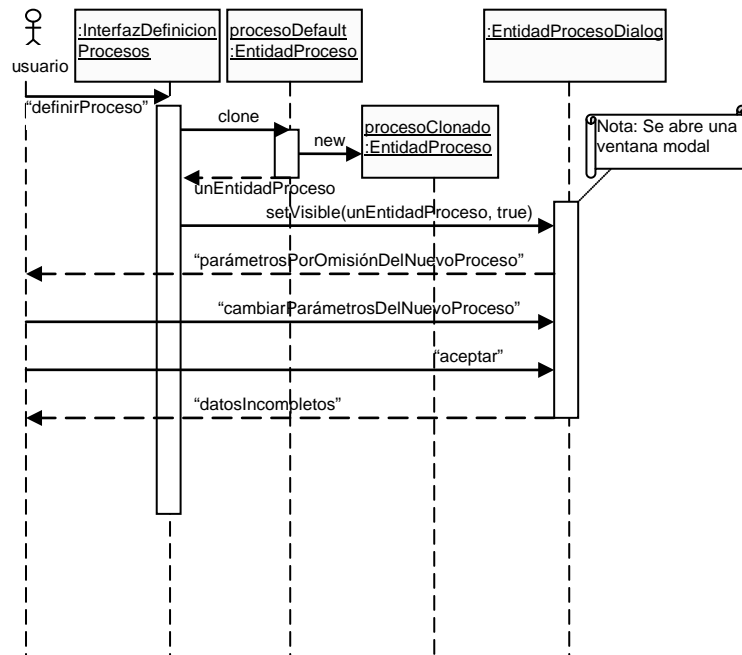 :InterfazDefinicion
Procesos
procesoDefault
:EntidadProceso
:EntidadProcesoDialog
usuario
“definirProceso”
clone
new
procesoClonado
:EntidadProceso
Nota: Se abre una
ventana modal
unEntidadProceso
setVisible(unEntidadProceso, true)
“parámetrosPorOmisiónDelNuevoProceso”
“cambiarParámetrosDelNuevoProceso”
“aceptar”
“datosIncompletos”